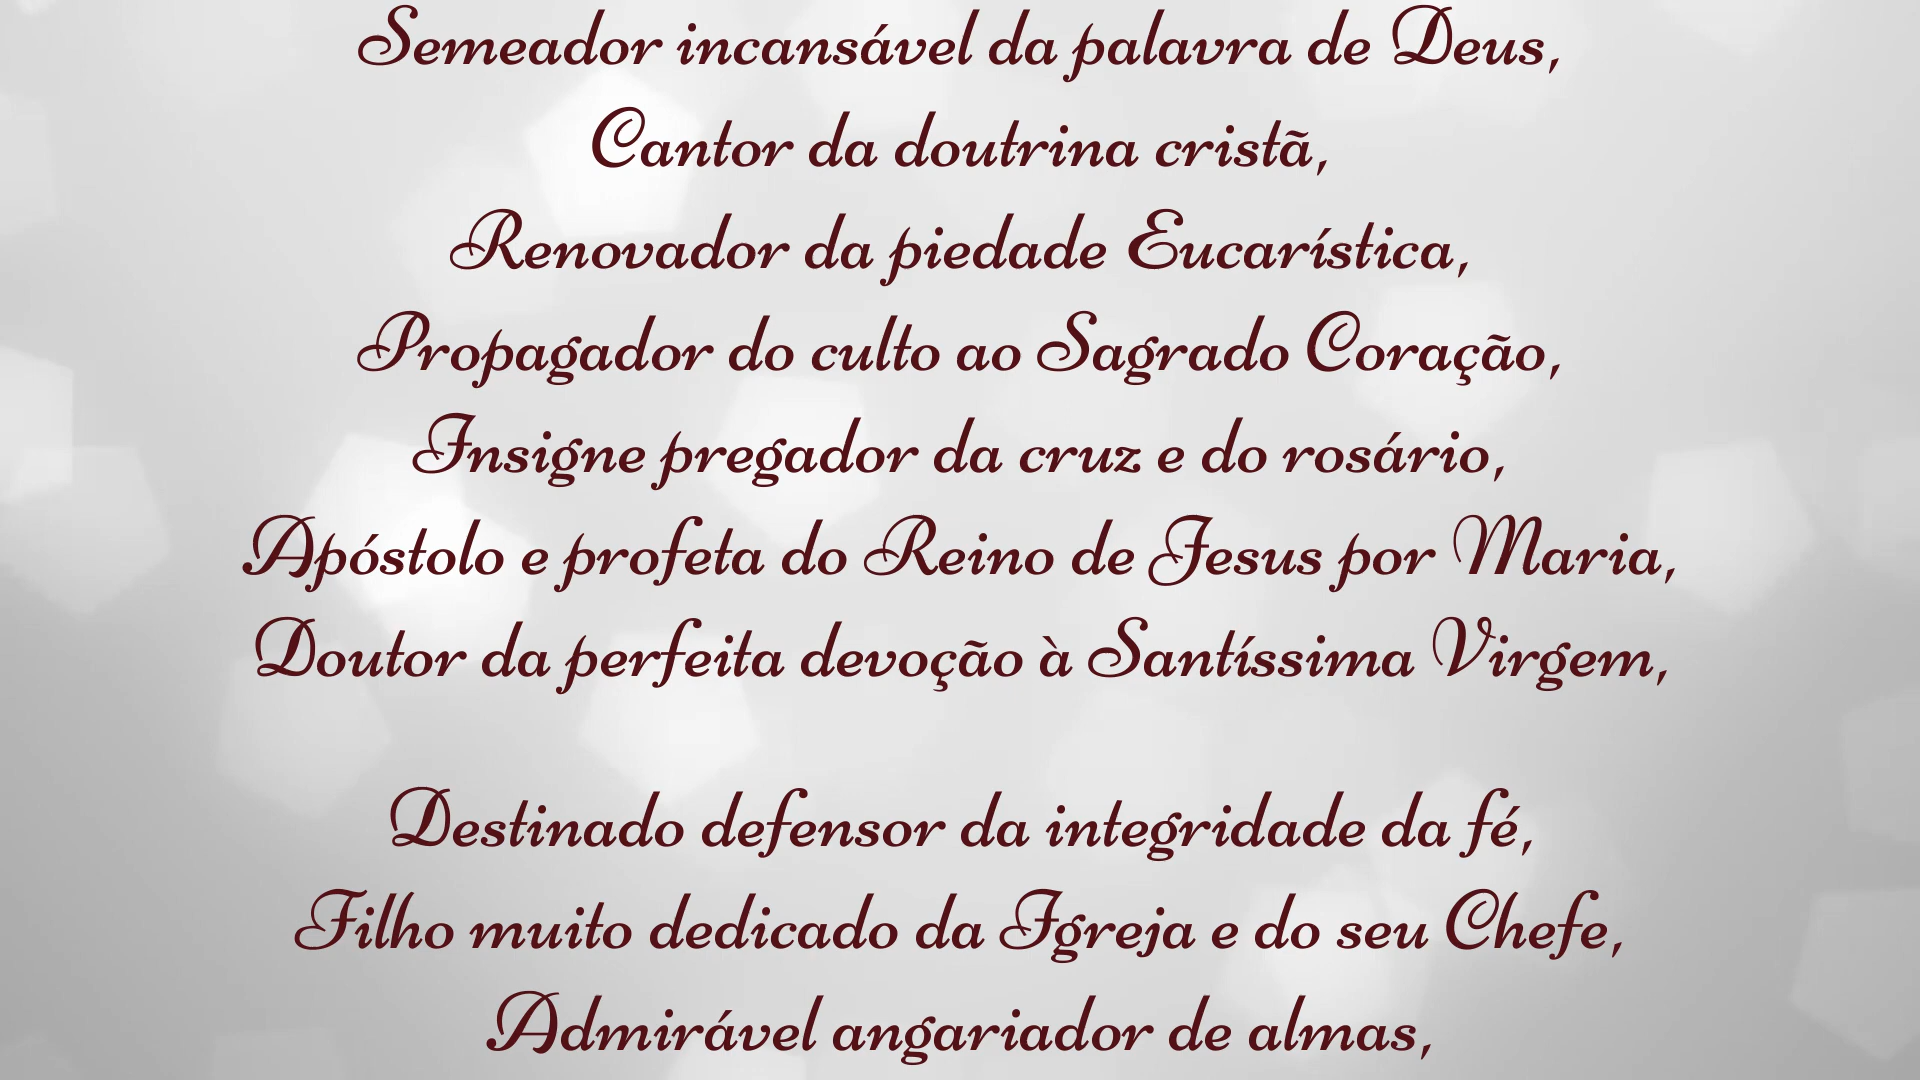 Semeador incansável da palavra de Deus,
Cantor da doutrina cristã,
Renovador da piedade Eucarística,
Propagador do culto ao Sagrado Coração,
Insigne pregador da cruz e do rosário,
Apóstolo e profeta do Reino de Jesus por Maria,
Doutor da perfeita devoção à Santíssima Virgem,
Destinado defensor da integridade da fé,
Filho muito dedicado da Igreja e do seu Chefe,
Admirável angariador de almas,